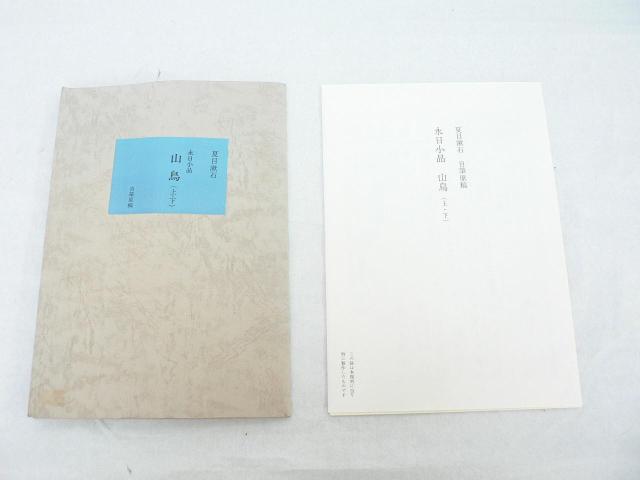 夏目漱石
永日小品
山鳥（上・下）
自筆原稿
夏目漱石　自筆原稿
永日小品　山鳥（上・下）